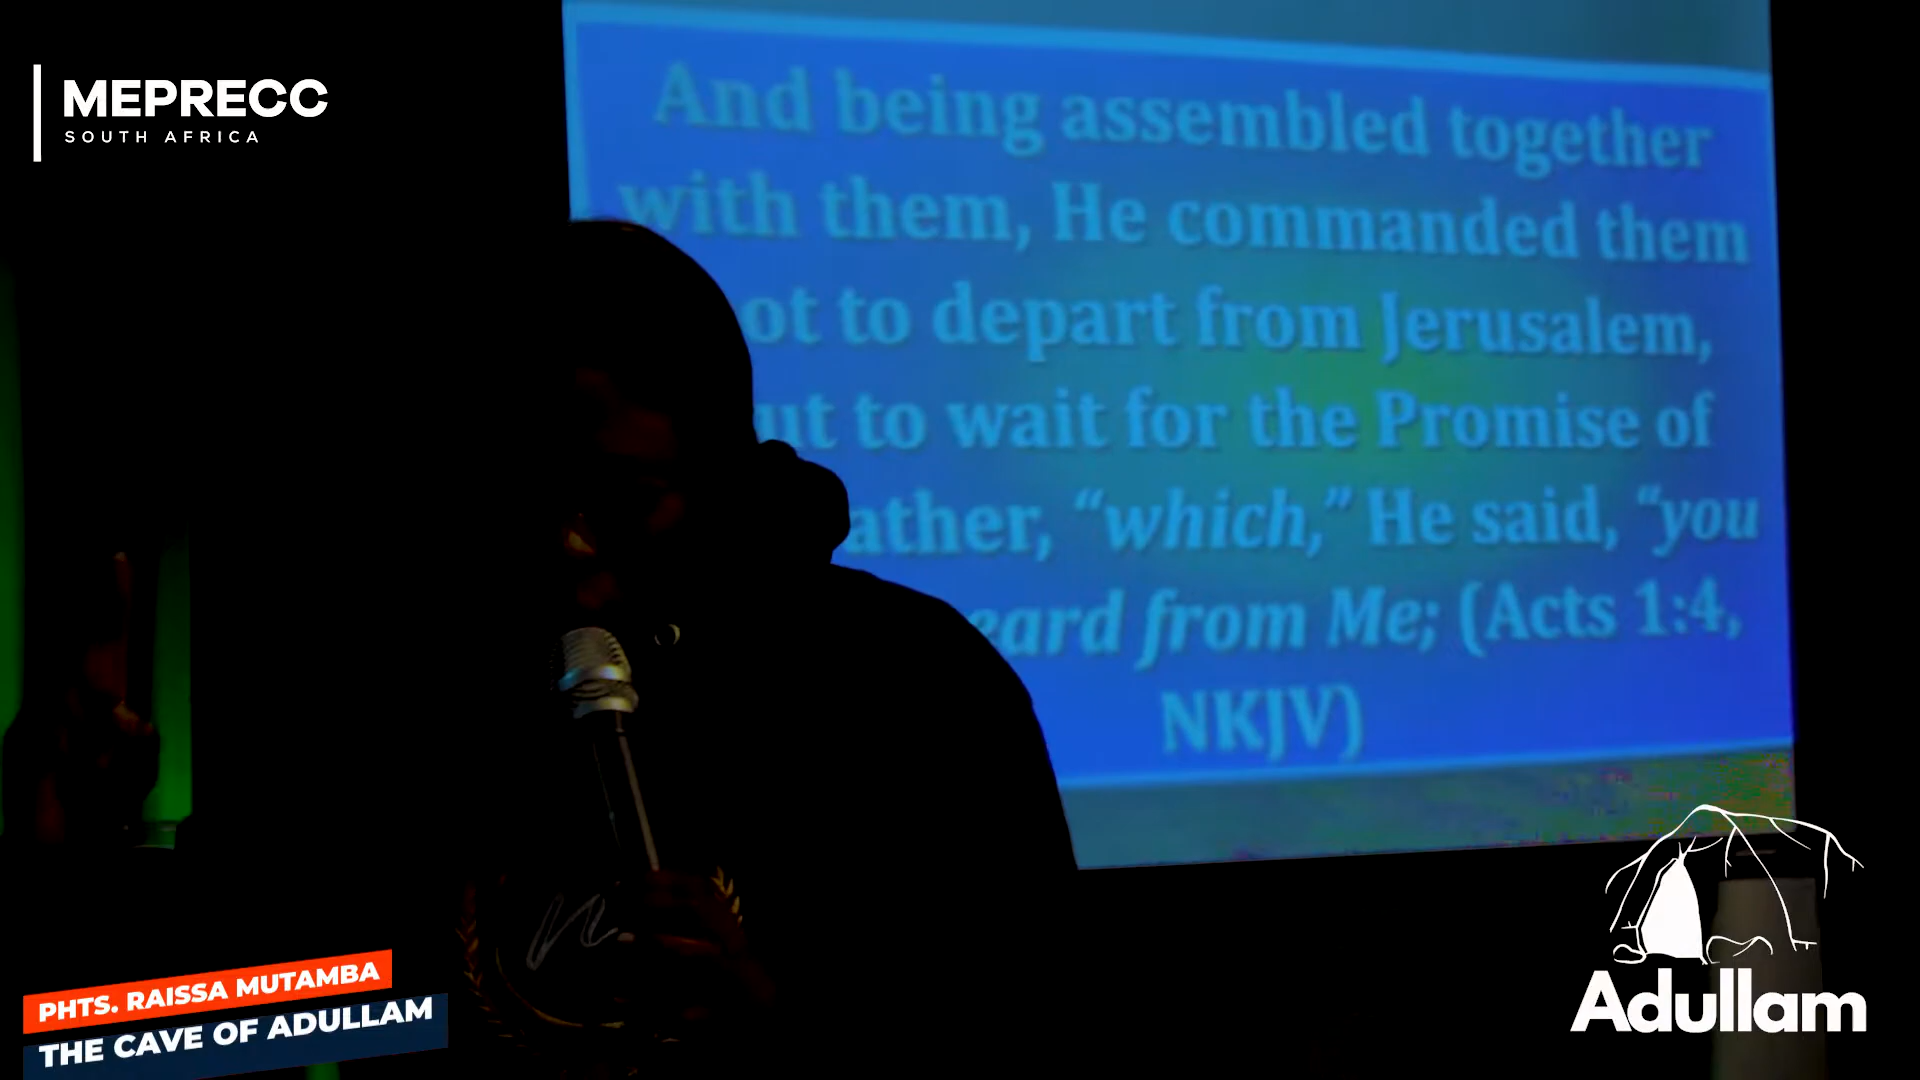 MEPRECC
SOUTH AFRICA
And being assembled together
with them, He commanded them
ot to depart from Jerusalem,
ut to wait for the Promise of
ather, “which,” He said, “you
eard from Me; (Acts 1:4,
NKJV)
PHTS. RAISSA MUTAMBA
THE CAVE OF ADULLAM
Adullam